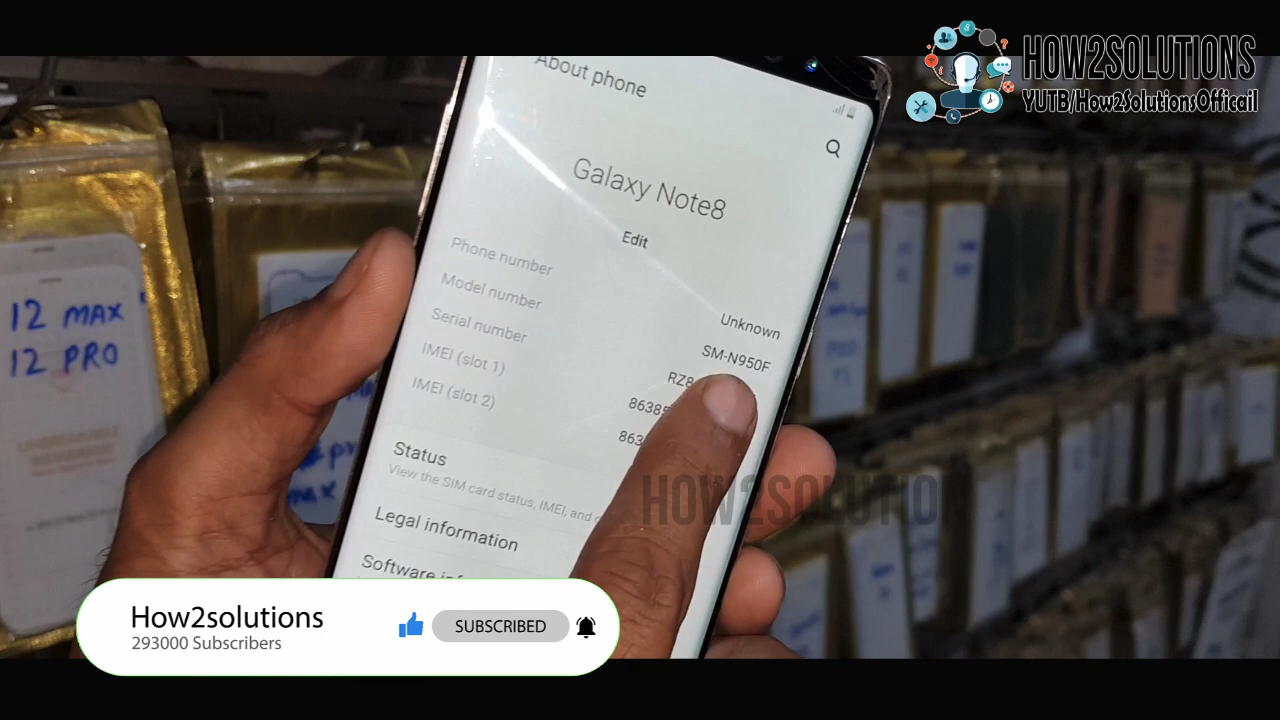 HOW2SOLUTIONS
YUTB/How2SolutionsOfficail
About phone
Galaxy Note8
Edit
Phone number Unknown
Model number SM-N950F
Serial number RZ8
IMEI (slot 1) 8638
IMEI (slot 2) 863
Status
View the SIM card status, IMEI, and
Legal information
Software
12 MAX
12 PRO
HOW2SOLUTION
How2solutions
293000 Subscribers
SUBSCRIBED